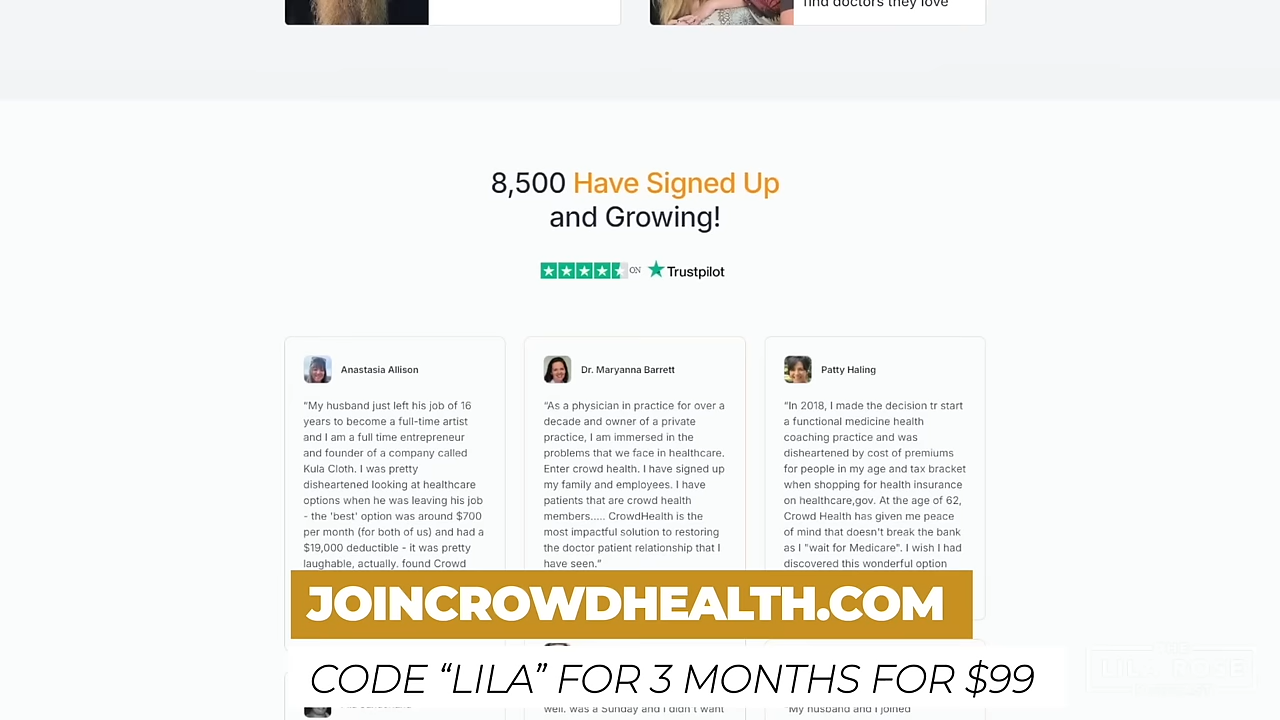 find doctors they love
8,500 Have Signed Up
and Growing!
ON Trustpilot
Anastasia Allison
“My husband just left his job of 16
years to become a full-time artist
and I am a full time entrepreneur
and founder of a company called
Kula Cloth. I was pretty
disheartened looking at healthcare
options when he was leaving his job
- the 'best' option was around $700
per month (for both of us) and had a
$19,000 deductible - it was pretty
laughable, actually. found Crowd
Dr. Maryanna Barrett
“As a physician in practice for over a
decade and owner of a private
practice, I am immersed in the
problems that we face in healthcare.
Enter crowd health. I have signed up
my family and employees. I have
patients that are crowd health
members..... CrowdHealth is the
most impactful solution to restoring
the doctor patient relationship that I
have seen.”
Patty Haling
“In 2018, I made the decision tr start
a functional medicine health
coaching practice and was
disheartened by cost of premiums
for people in my age and tax bracket
when shopping for health insurance
on healthcare,gov. At the age of 62,
Crowd Health has given me peace
of mind that doesn't break the bank
as I "wait for Medicare". I wish I had
discovered this wonderful option
JOINCROWDHEALTH.COM
CODE “LILA” FOR 3 MONTHS FOR $99
well. was a Sunday and I didn't want
“My husband and I joined
THE
LILA ROSE